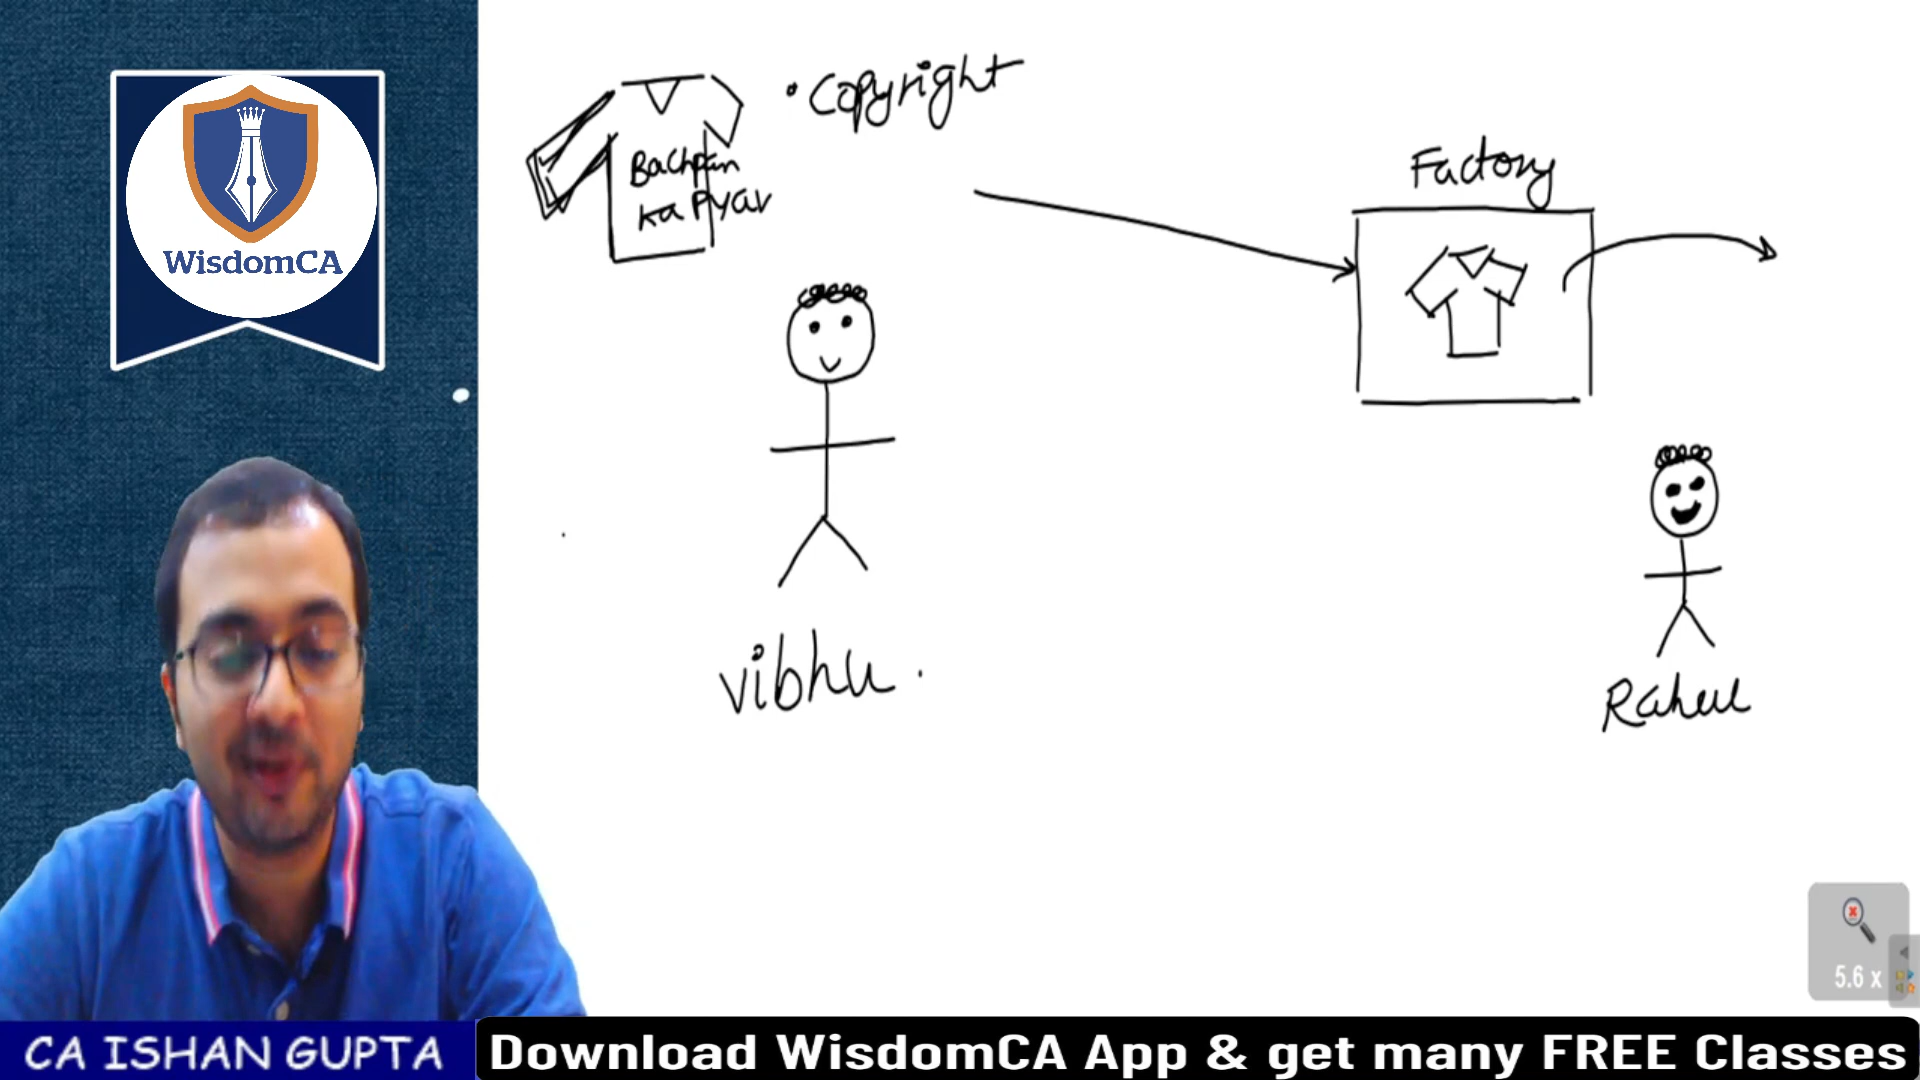 WisdomCA
• Copyright
Bachpan
Ka Pyar
Factory
vibhu.
Rahul
5.6 x
CA ISHAN GUPTA
Download WisdomCA App & get many FREE Classes